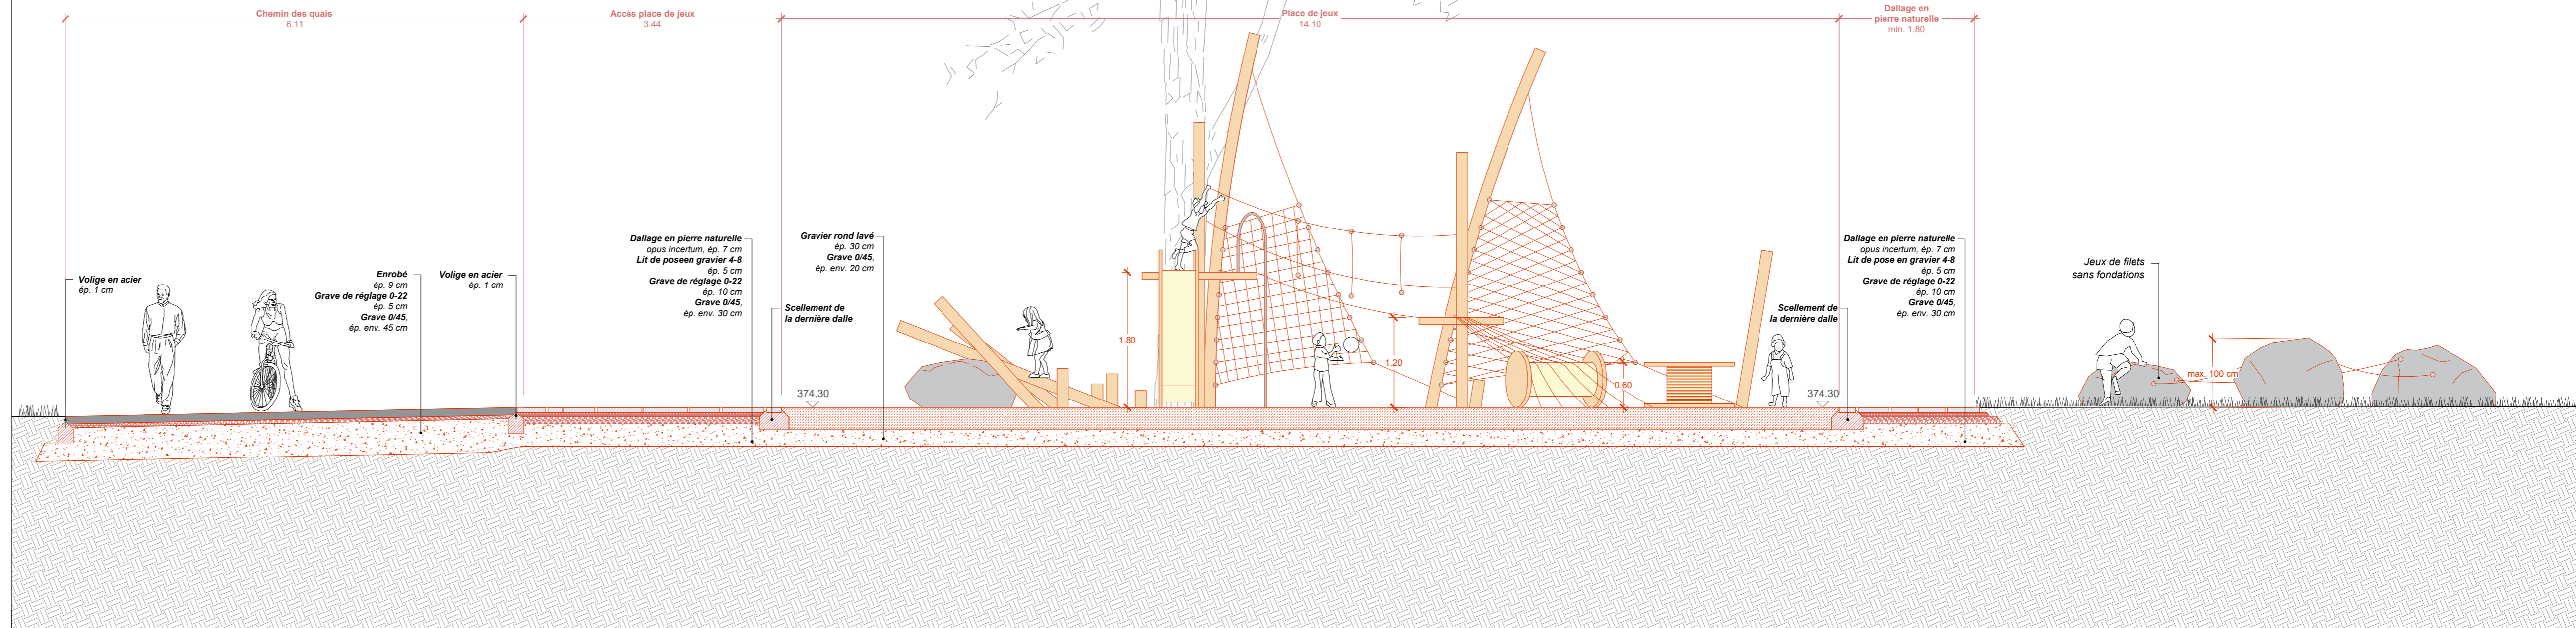 Chemin des quais
6.11
Accès place de jeux
3.44
Place de jeux
14.10
Dallage en
pierre naturelle
min. 1.80
Volige en acier
ép. 1 cm
Enrobé
ép. 9 cm
Grave de réglage 0-22
ép. 5 cm
Grave 0/45,
ép. env. 45 cm
Volige en acier
ép. 1 cm
Dallage en pierre naturelle
opus incertum, ép. 7 cm
Lit de poseen gravier 4-8
ép. 5 cm
Grave de réglage 0-22
ép. 10 cm
Grave 0/45,
ép. env. 30 cm
Scellement de
la dernière dalle
Gravier rond lavé
ép. 30 cm
Grave 0/45,
ép. env. 20 cm
374.30
1.80
1.20
0.60
Scellement de
la dernière dalle
374.30
Dallage en pierre naturelle
opus incertum, ép. 7 cm
Lit de pose en gravier 4-8
ép. 5 cm
Grave de réglage 0-22
ép. 10 cm
Grave 0/45,
ép. env. 30 cm
Jeux de filets
sans fondations
max. 100 cm